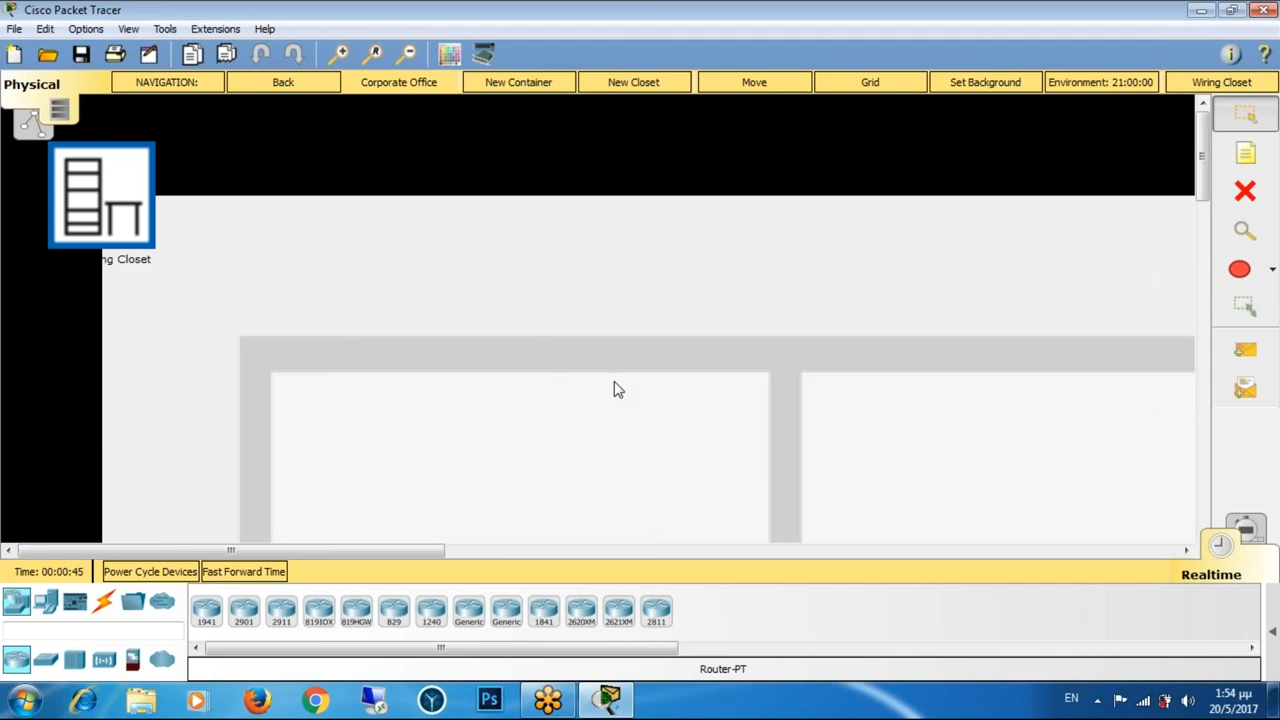 Cisco Packet Tracer
File Edit Options View Tools Extensions Help
Physical
NAVIGATION: Back Corporate Office New Container New Closet Move Grid Set Background Environment: 21:00:00 Wiring Closet
ng Closet
Time: 00:00:45 Power Cycle Devices Fast Forward Time
Realtime
1941 2901 2911 819IOX 819HGW 829 1240 Generic Generic 1841 2620XM 2621XM 2811
Router-PT
EN
1:54 μμ
20/5/2017
Ps